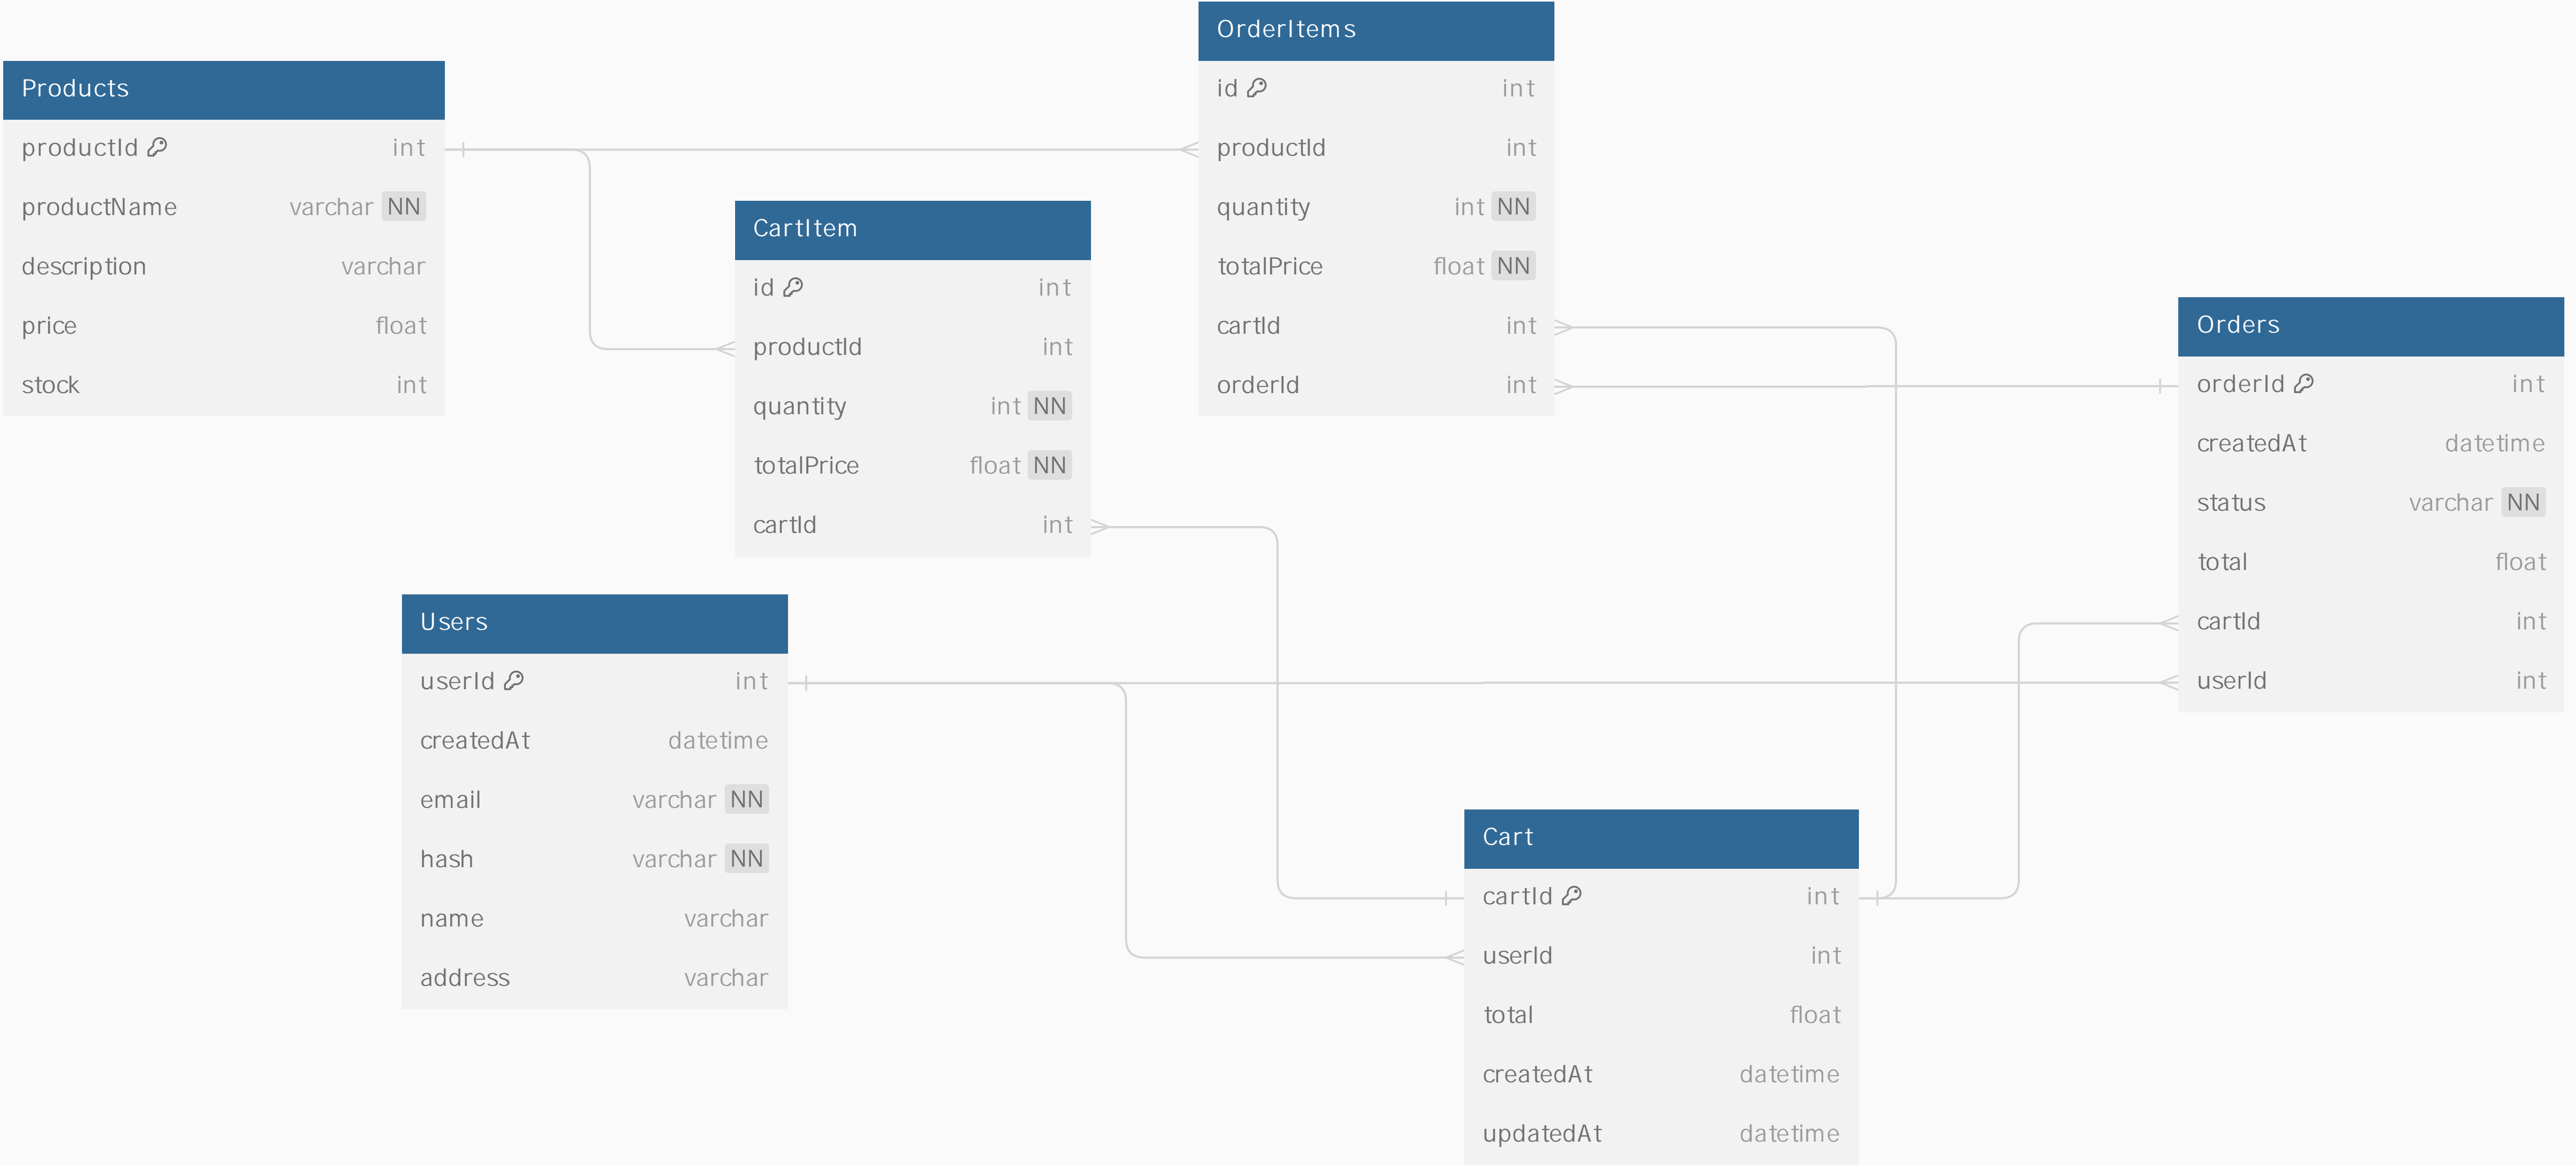 Products
productId int
productName varchar NN
description varchar
price float
stock int
CartItem
id int
productId int
quantity int NN
totalPrice float NN
cartId int
OrderItems
id int
productId int
quantity int NN
totalPrice float NN
cartId int
orderId int
Orders
orderId int
createdAt datetime
status varchar NN
total float
cartId int
userId int
Users
userId int
createdAt datetime
email varchar NN
hash varchar NN
name varchar
address varchar
Cart
cartId int
userId int
total float
createdAt datetime
updatedAt datetime